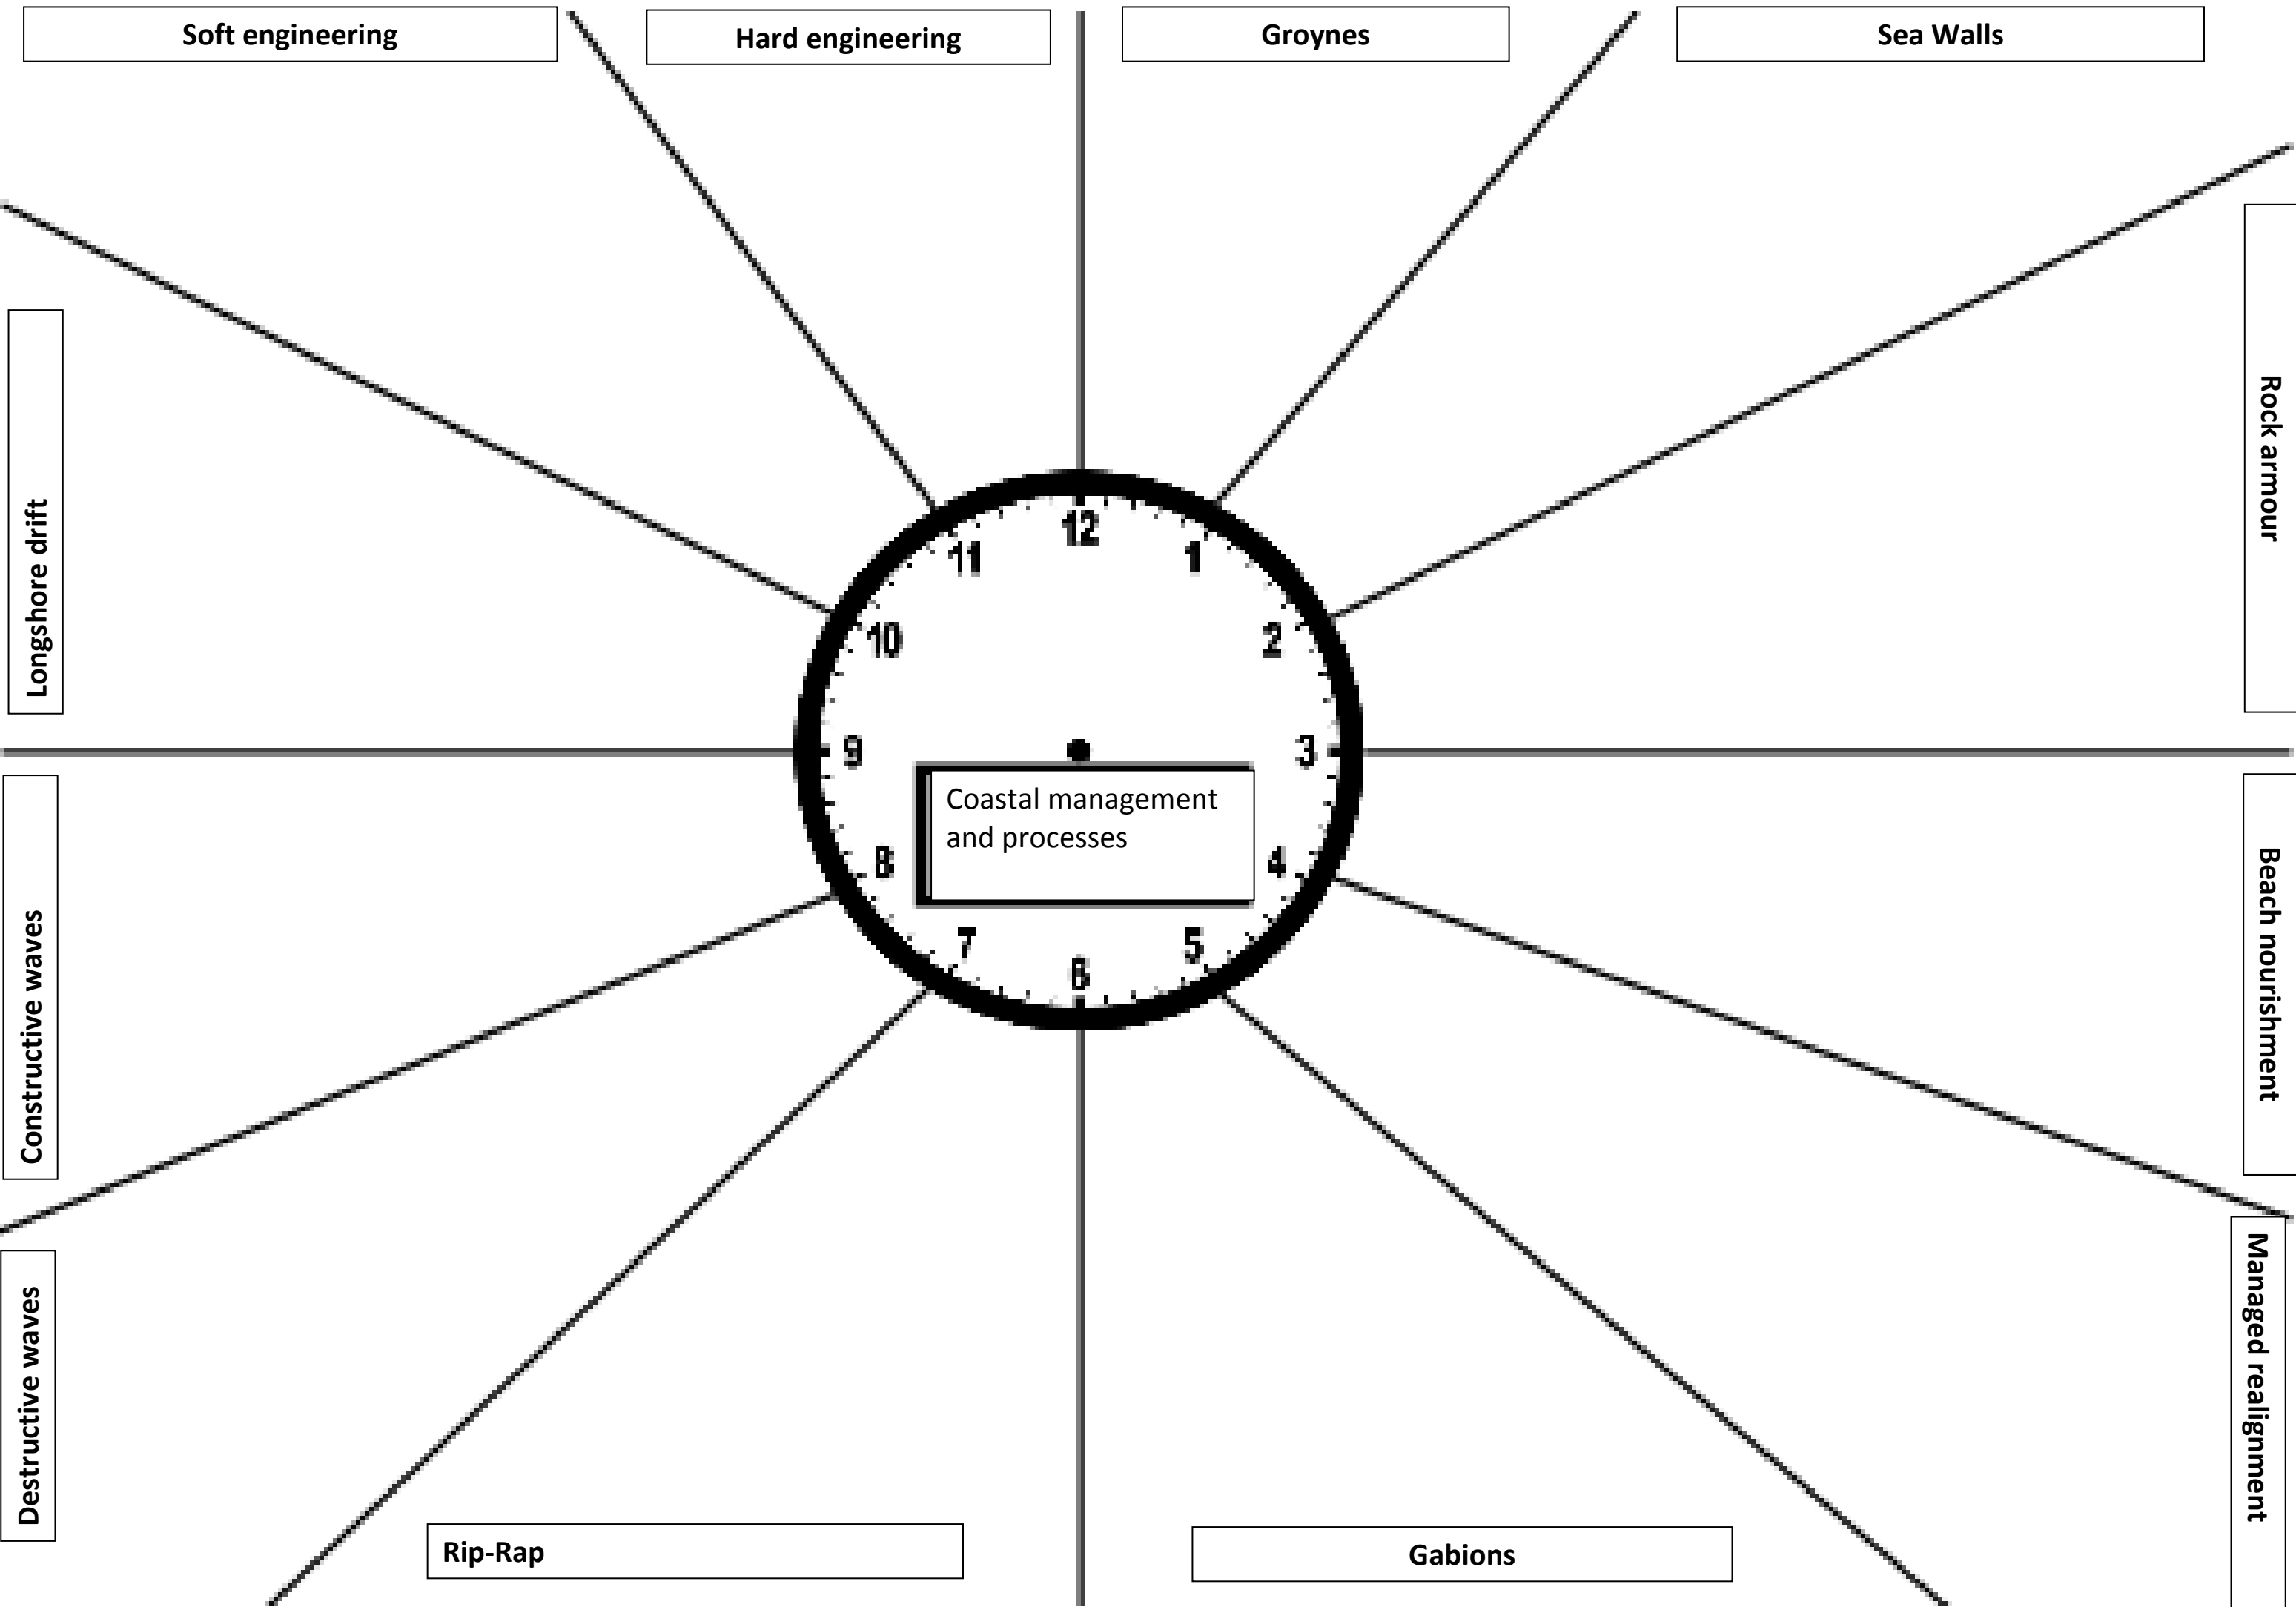 Soft engineering
Hard engineering
Groynes
Sea Walls
Rock armour
Longshore drift
12
11
1
10
2
9
3
Coastal management
and processes
8
4
7
5
6
Constructive waves
Beach nourishment
Destructive waves
Managed realignment
Rip-Rap
Gabions